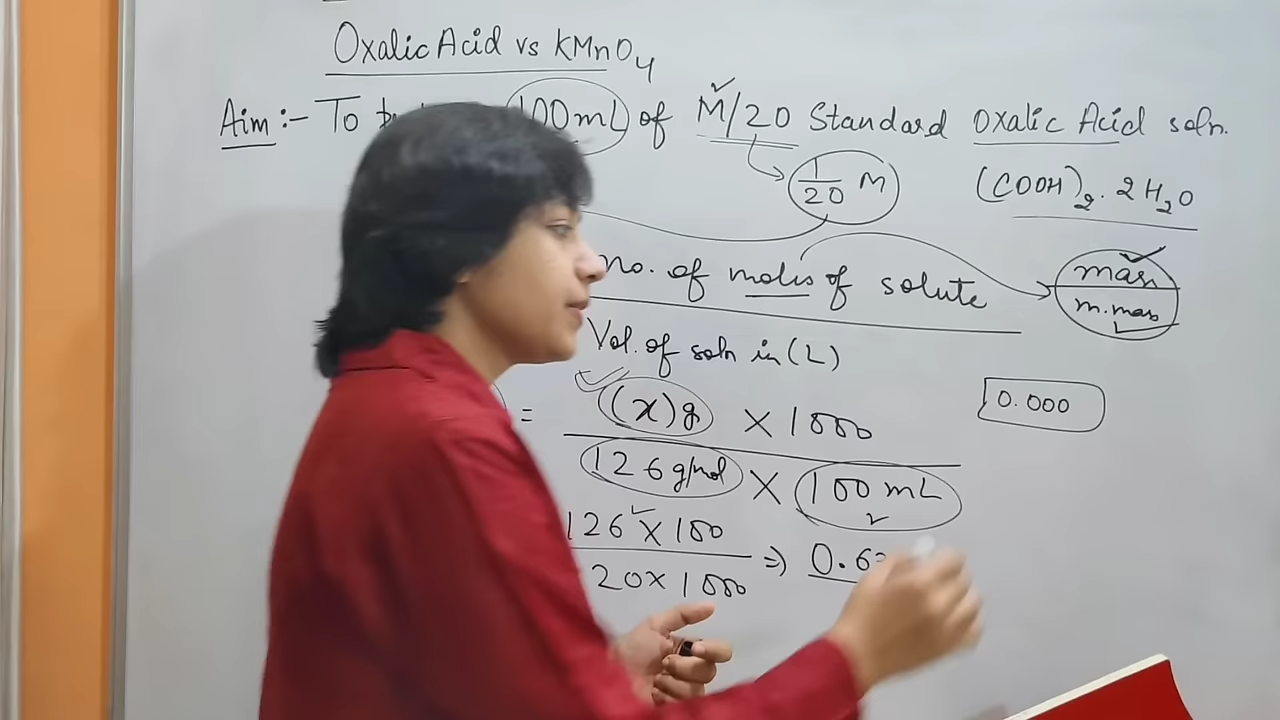 Oxalic Acid vs KMnO4
Aim :- To 100mL of M/20 Standard Oxalic Acid soln.
1/20 M
(COOH)2.2H2O
no. of moles of solute
mass
m.mass
Vol. of soln in (L)
= (x)g × 1000
0.000
126 g/mol × 100 mL
126 × 100
20 × 1000
⇒ 0.6